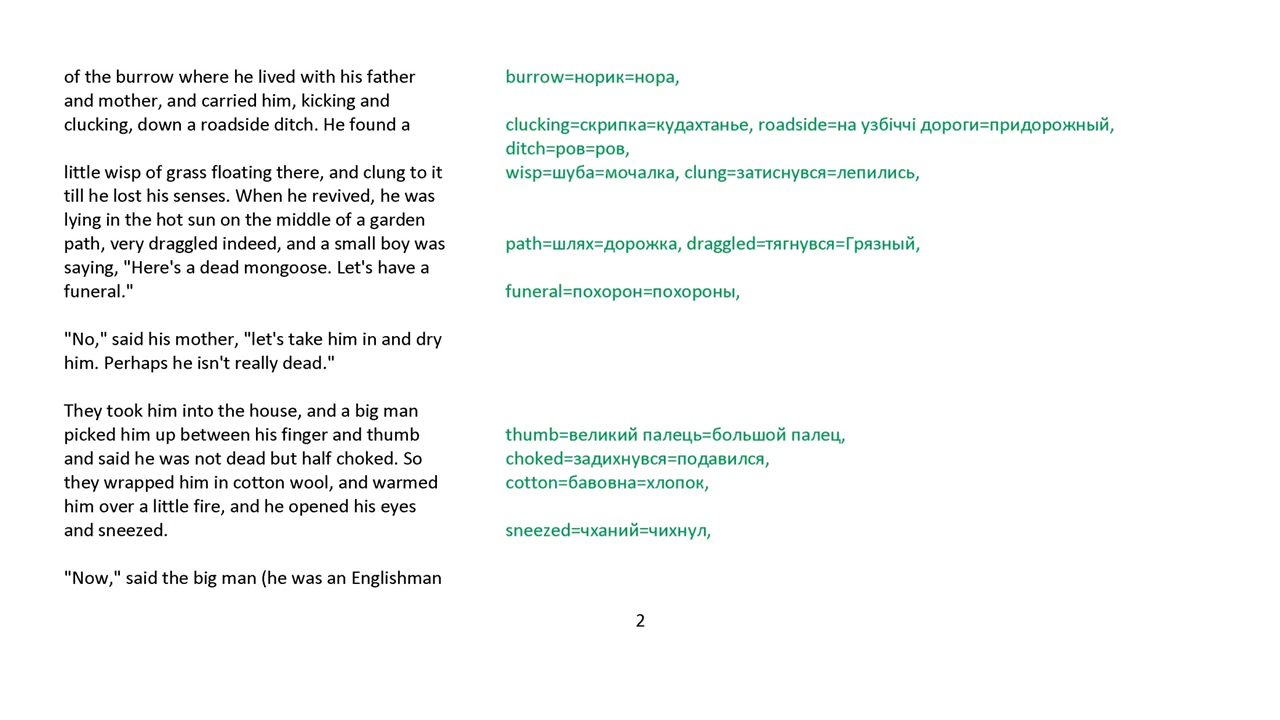 of the burrow where he lived with his father
and mother, and carried him, kicking and
clucking, down a roadside ditch. He found a
little wisp of grass floating there, and clung to it
till he lost his senses. When he revived, he was
lying in the hot sun on the middle of a garden
path, very draggled indeed, and a small boy was
saying, "Here's a dead mongoose. Let's have a
funeral."
"No," said his mother, "let's take him in and dry
him. Perhaps he isn't really dead."
They took him into the house, and a big man
picked him up between his finger and thumb
and said he was not dead but half choked. So
they wrapped him in cotton wool, and warmed
him over a little fire, and he opened his eyes
and sneezed.
"Now," said the big man (he was an Englishman
burrow=норик=нора,
clucking=скрипка=кудахтанье, roadside=на узбіччі дороги=придорожный,
ditch=ров=ров,
wisp=шуба=мочалка, clung=затиснувся=лепились,
path=шлях=дорожка, draggled=тягнувся=Грязный,
funeral=похорон=похороны,
thumb=великий палець=большой палец,
choked=задихнувся=подавился,
cotton=бавовна=хлопок,
sneezed=чханий=чихнул,
2